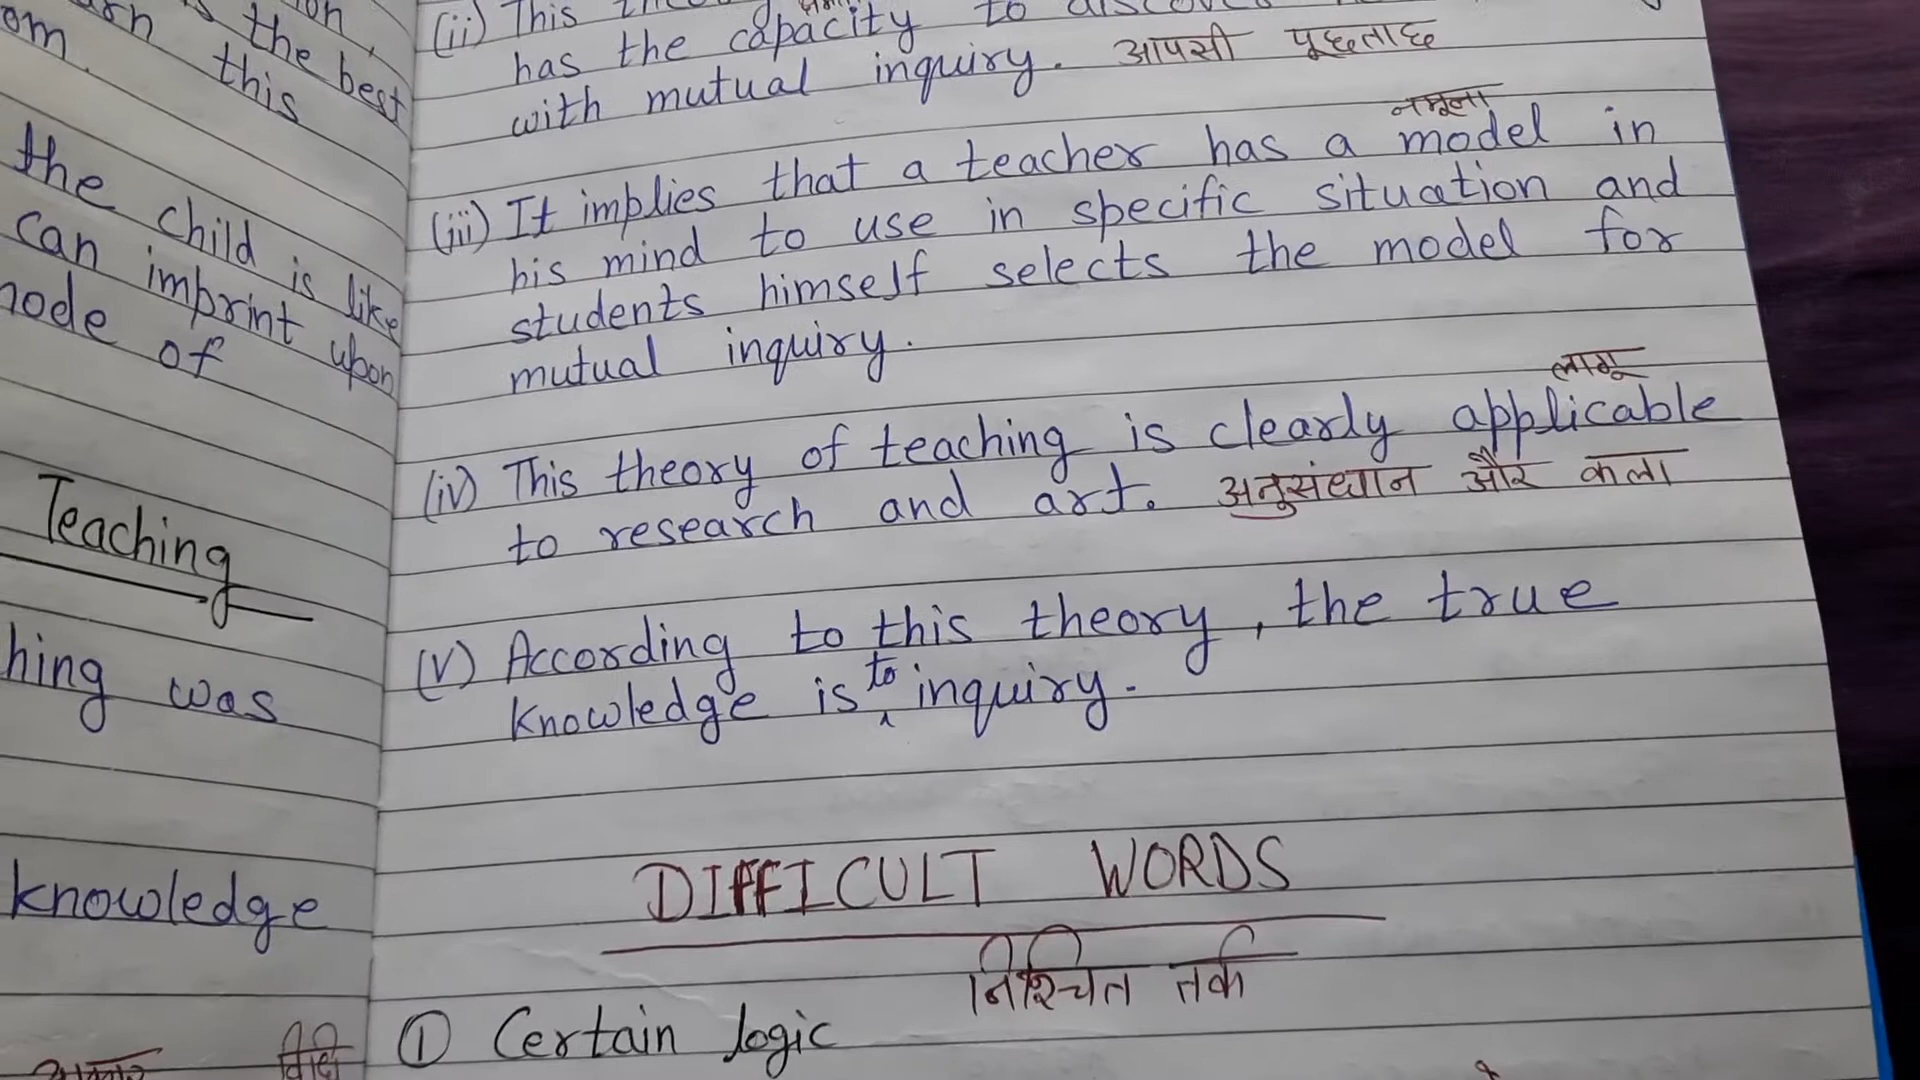 the best
om.
this
the child is like
can imprint upon
node of
Teaching
hing was
knowledge
(ii) This
has the capacity to
with mutual inquiry. आपसी पूछताछ
नमूना
(iii) It implies that a teacher has a model in
his mind to use in specific situation and
students himself selects the model for
mutual inquiry.
लागू
(iv) This theory of teaching is clearly applicable
to research and art. अनुसंधान और कला
(v) According to this theory, the true
knowledge is to inquiry.
DIFFICULT WORDS
निश्चित तर्क
① Certain logic